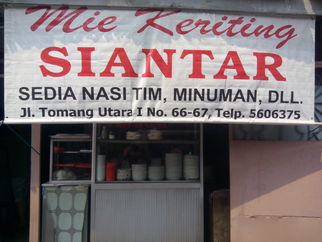 Mie Keriting
SIANTAR
SEDIA NASI TIM, MINUMAN, DLL.
Jl. Tomang Utara I No. 66-67, Telp. 5606375